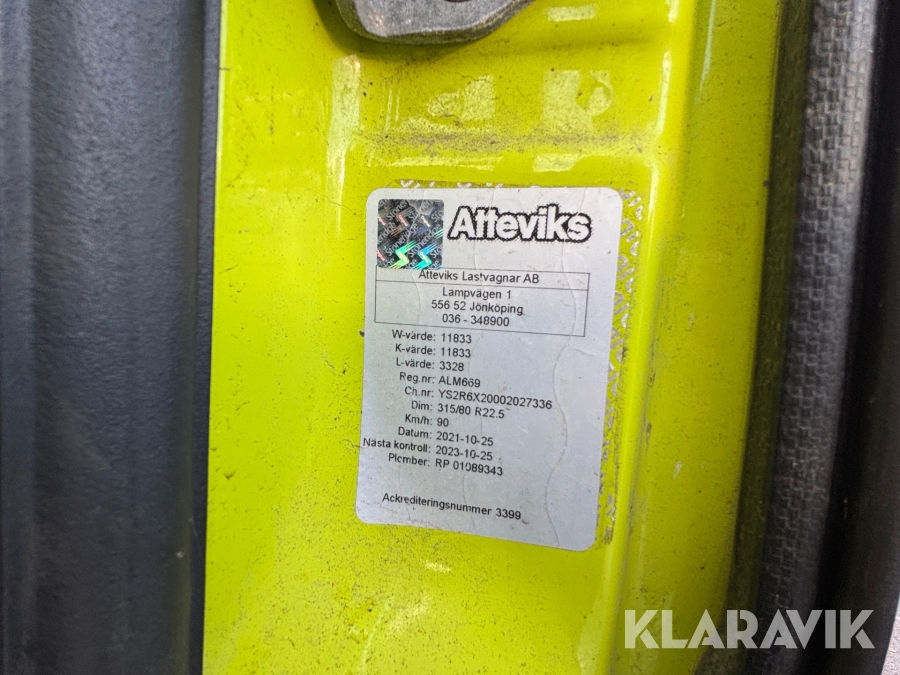 Atteviks
Atteviks Lastvagnar AB
Lampvägen 1
556 52 Jönköping
036 - 348900
W-värde: 11833
K-värde: 11833
L-värde: 3328
Reg.nr: ALM669
Ch.nr: YS2R6X20002027336
Dim: 315/80 R22.5
Km/h: 90
Datum: 2021-10-25
Nästa kontroll: 2023-10-25
Plomber: RP 01089343
Ackrediteringsnummer 3399
KLARAVIK